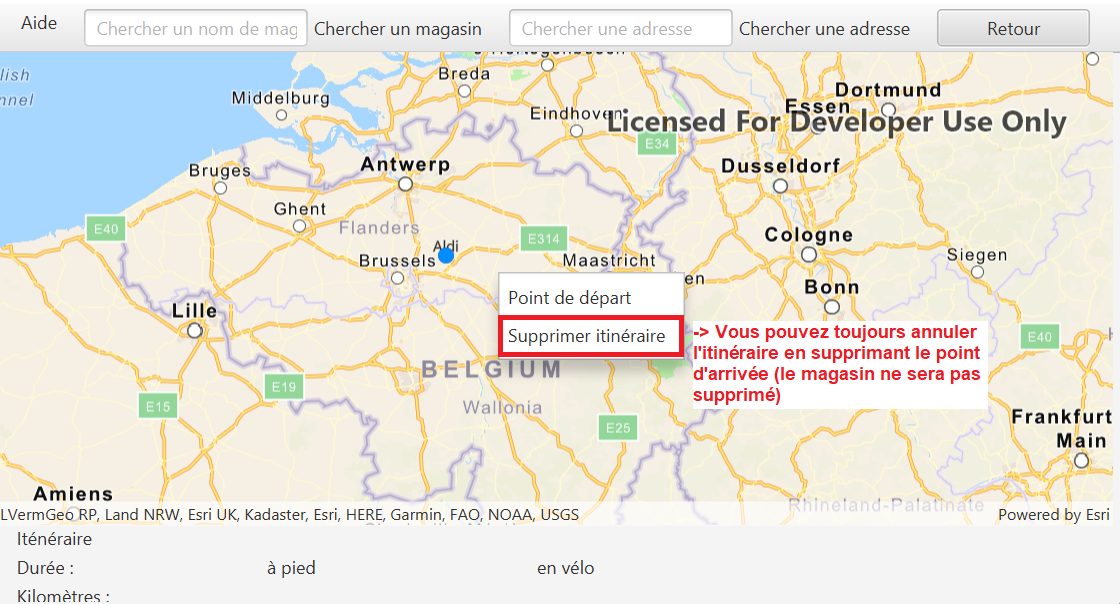 Aide
Chercher un nom de mag
Chercher un magasin
Chercher une adresse
Chercher une adresse
Retour
lish
nnel
Breda
Middelburg
Eindhoven
Dortmund
Essen
Licensed For Developer Use Only
E34
Antwerp
Dusseldorf
Bruges
Ghent
E40
Flanders
E314
Cologne
Aldi
Brussels
Maastricht
Siegen
en
Bonn
Point de départ
Lille
Supprimer itinéraire
-> Vous pouvez toujours annuler
l'itinéraire en supprimant le point
d'arrivée (le magasin ne sera pas
supprimé)
E40
BELGIUM
E19
E15
Wallonia
E25
Frankfurt
Main
Amiens
Rhineland-Palatinate
LVermGeo RP, Land NRW, Esri UK, Kadaster, Esri, HERE, Garmin, FAO, NOAA, USGS
Powered by Esri
Iténéraire
Durée :
à pied
en vélo
Kilomètres :